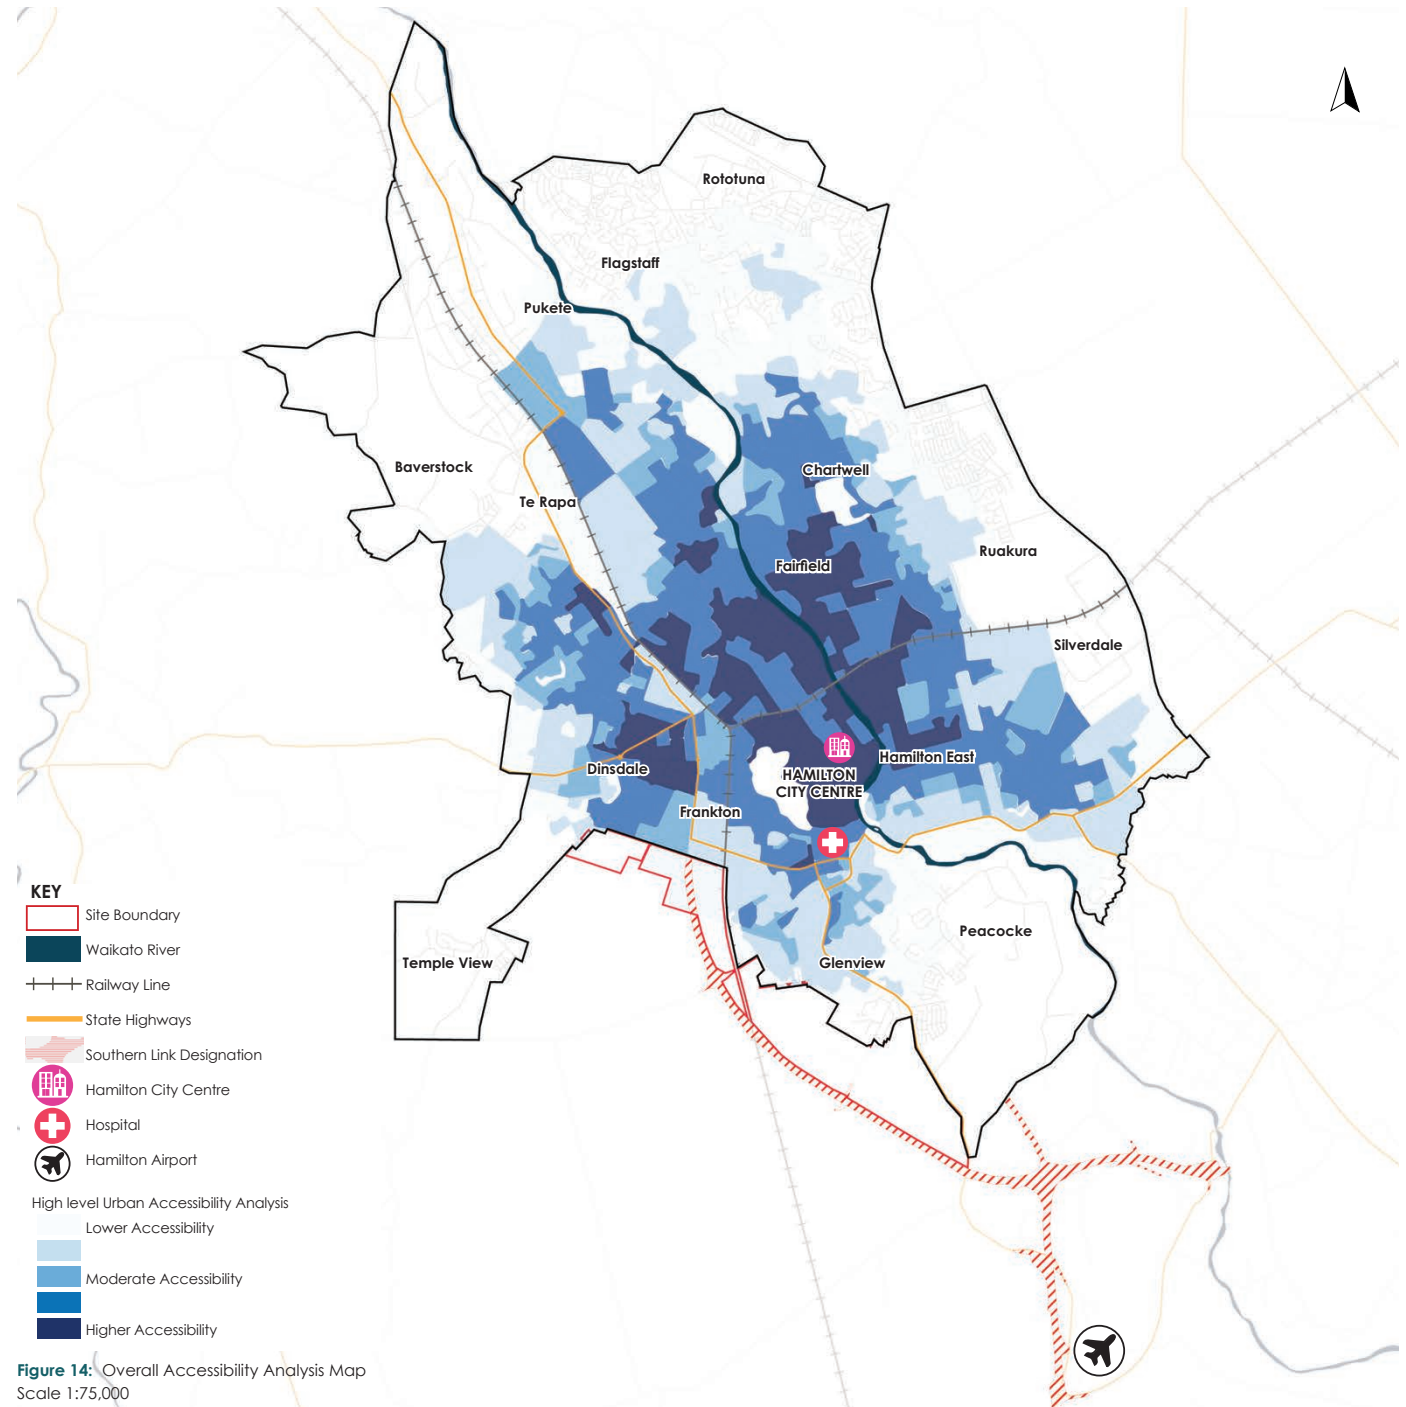 Rototuna
Flagstaff
Pukete
Baverstock
Chartwell
Te Rapa
Ruakura
Fairfield
Silverdale
Hamilton East
Dinsdale
HAMILTON
CITY CENTRE
Frankton
Peacocke
Temple View
Glenview
KEY
Site Boundary
Waikato River
Railway Line
State Highways
Southern Link Designation
Hamilton City Centre
Hospital
Hamilton Airport
High level Urban Accessibility Analysis
Lower Accessibility
Moderate Accessibility
Higher Accessibility
Figure 14: Overall Accessibility Analysis Map
Scale 1:75,000